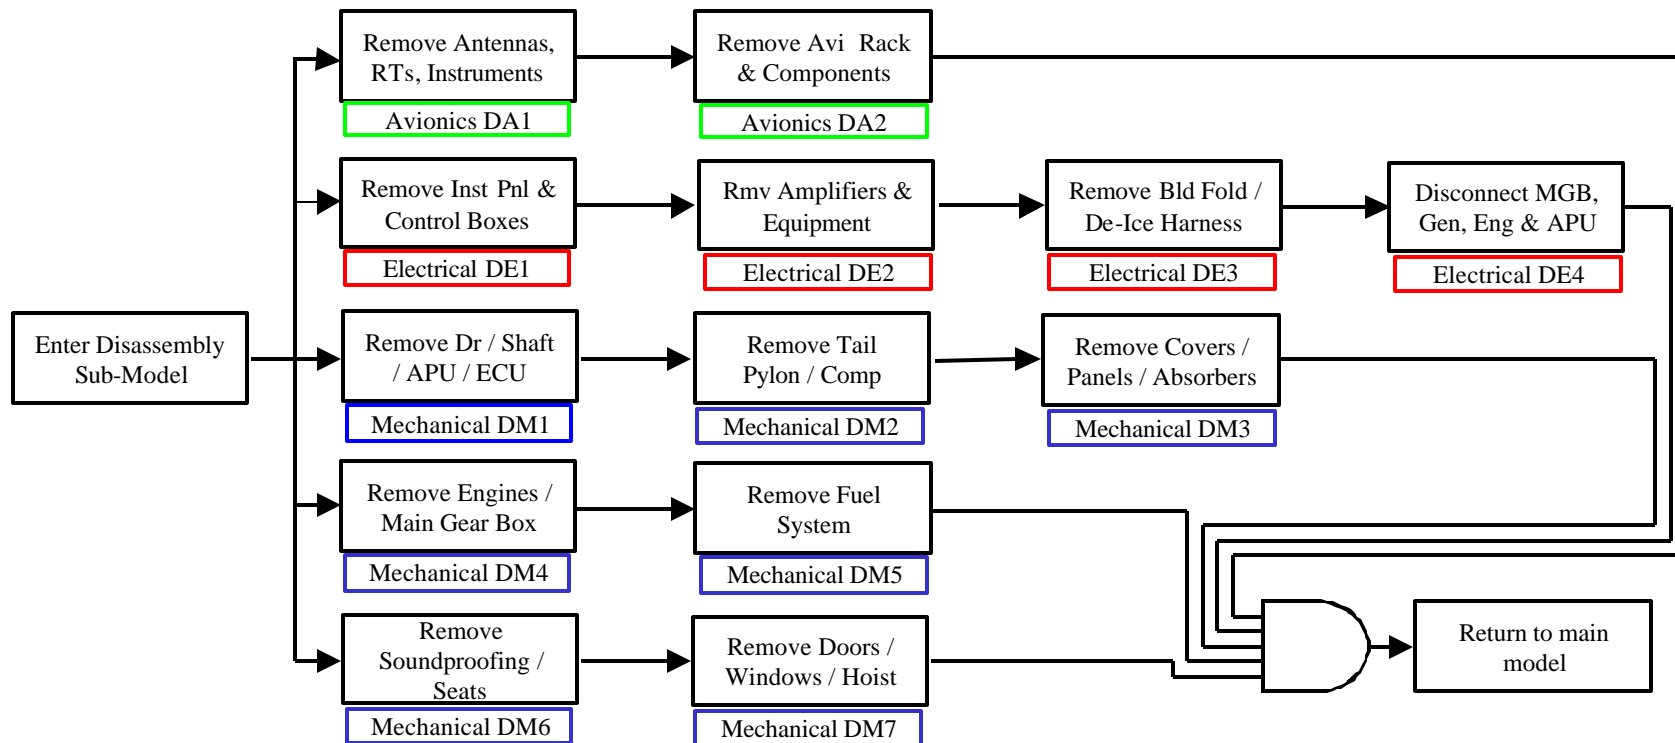 Remove Antennas,
RTs, Instruments
Avionics DA1
Remove Avi Rack
& Components
Avionics DA2
Remove Inst Pnl &
Control Boxes
Electrical DE1
Rmv Amplifiers &
Equipment
Electrical DE2
Remove Bld Fold /
De-Ice Harness
Electrical DE3
Disconnect MGB,
Gen, Eng & APU
Electrical DE4
Enter Disassembly
Sub-Model
Remove Dr / Shaft
/ APU / ECU
Mechanical DM1
Remove Tail
Pylon / Comp
Mechanical DM2
Remove Covers /
Panels / Absorbers
Mechanical DM3
Remove Engines /
Main Gear Box
Mechanical DM4
Remove Fuel
System
Mechanical DM5
Remove
Soundproofing /
Seats
Mechanical DM6
Remove Doors /
Windows / Hoist
Mechanical DM7
Return to main
model